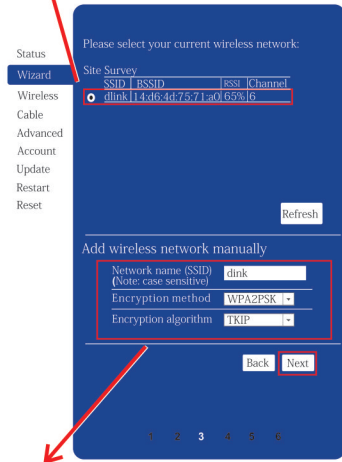 Please select your current wireless network:
Status
Wizard
Wireless
Cable
Advanced
Account
Update
Restart
Reset
Site Survey
SSID BSSID RSSI Channel
dlink 14:d6:4d:75:71:a0 65% 6
Refresh
Add wireless network manually
Network name (SSID) dink
(Note: case sensitive)
Encryption method WPA2PSK
Encryption algorithm TKIP
Back Next
1 2 3 4 5 6